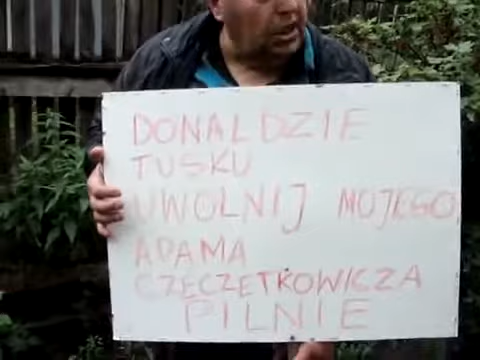 DONALDZIE
TUSKU
UWOLNIJ MOJEGO
ADAMA
CZECZETKOWICZA
PILNIE